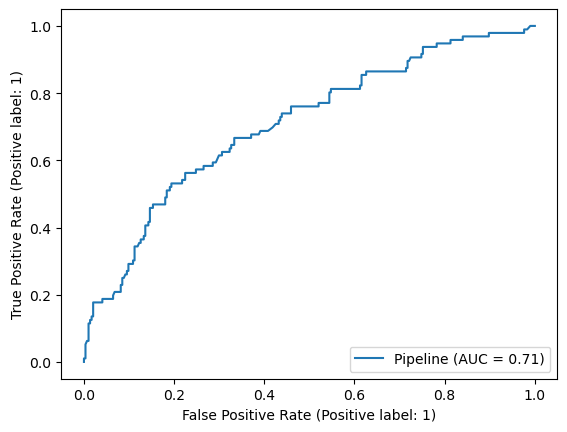 1.0
0.8
0.6
0.4
0.2
0.0
True Positive Rate (Positive label: 1)
Pipeline (AUC = 0.71)
0.0 0.2 0.4 0.6 0.8 1.0
False Positive Rate (Positive label: 1)